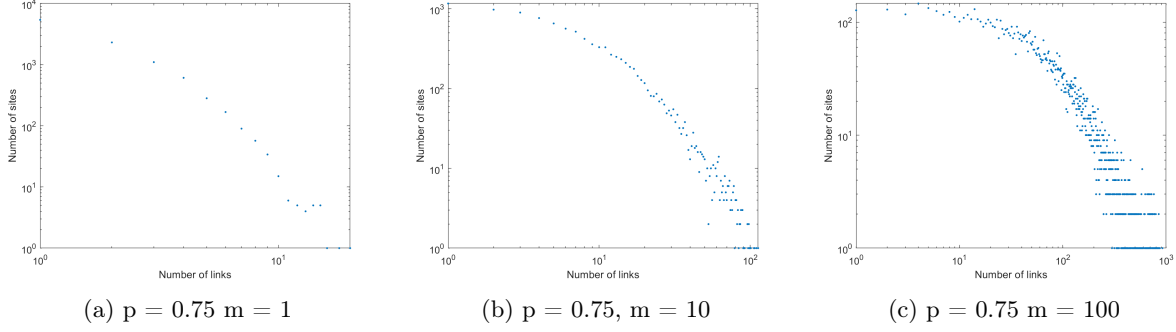 10^4
10^3
10^2
10^1
10^0
Number of sites
10^0
10^1
Number of links
(a) p = 0.75 m = 1
10^3
10^2
10^1
10^0
Number of sites
10^0
10^1
10^2
Number of links
(b) p = 0.75, m = 10
10^2
10^1
10^0
Number of sites
10^0
10^1
10^2
10^3
Number of links
(c) p = 0.75 m = 100